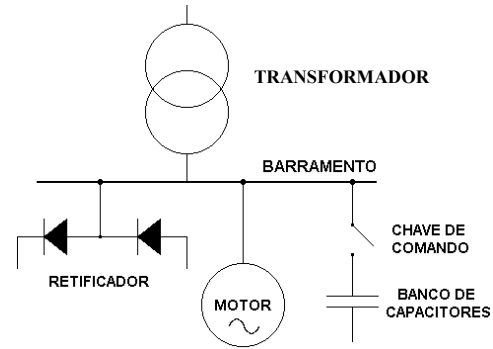 TRANSFORMADOR
BARRAMENTO
CHAVE DE
COMANDO
RETIFICADOR
MOTOR
BANCO DE
CAPACITORES